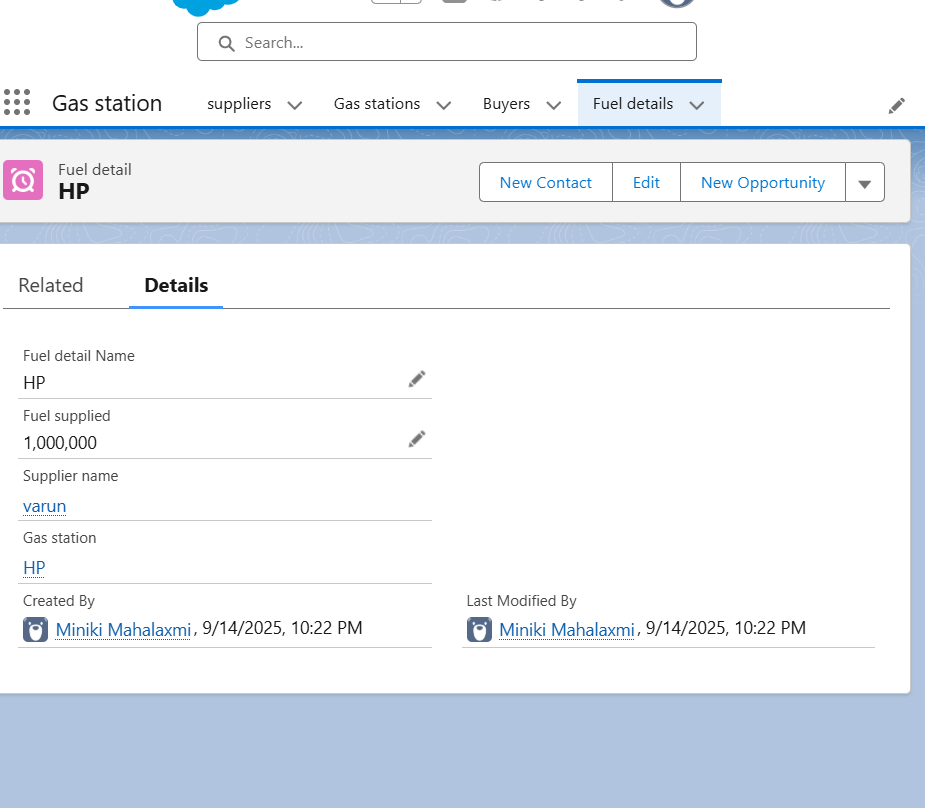 Search...
Gas station suppliers Gas stations Buyers Fuel details
Fuel detail
HP
New Contact Edit New Opportunity
Related Details
Fuel detail Name
HP
Fuel supplied
1,000,000
Supplier name
varun
Gas station
HP
Created By
Miniki Mahalaxmi, 9/14/2025, 10:22 PM
Last Modified By
Miniki Mahalaxmi, 9/14/2025, 10:22 PM